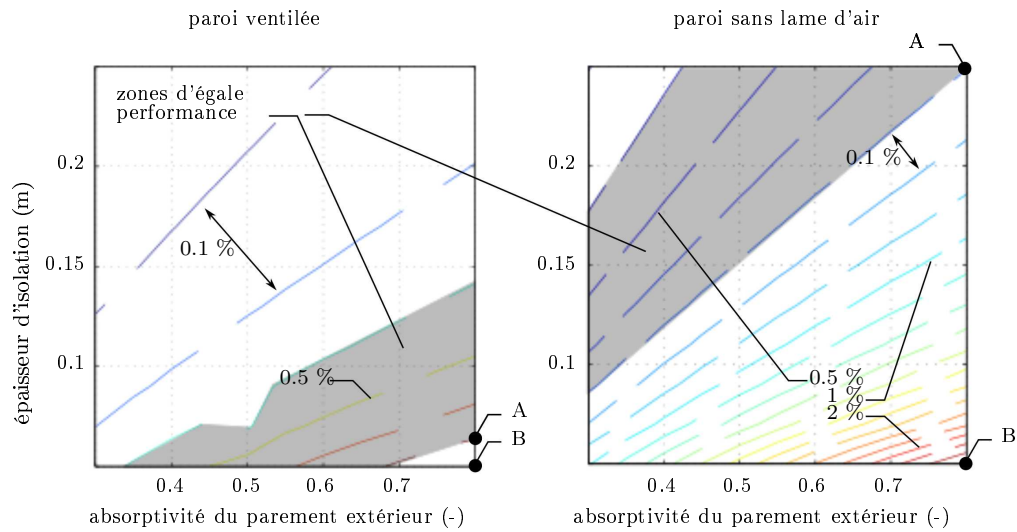 paroi ventilée
paroi sans lame d'air
A
zones d'égale
performance
0.2
0.15
0.1
0.1 %
0.5 %
A
B
0.4
0.5
0.6
0.7
absorptivité du parement extérieur (-)
épaisseur d'isolation (m)
0.2
0.15
0.1
0.1 %
0.5 %
1 %
2 %
B
0.4
0.5
0.6
0.7
absorptivité du parement extérieur (-)